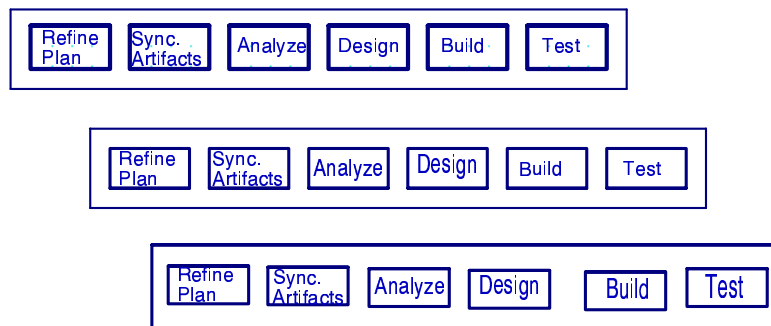 Refine
Plan
Sync.
Artifacts
Analyze
Design
Build
Test
Refine
Plan
Sync.
Artifacts
Analyze
Design
Build
Test
Refine
Plan
Sync.
Artifacts
Analyze
Design
Build
Test